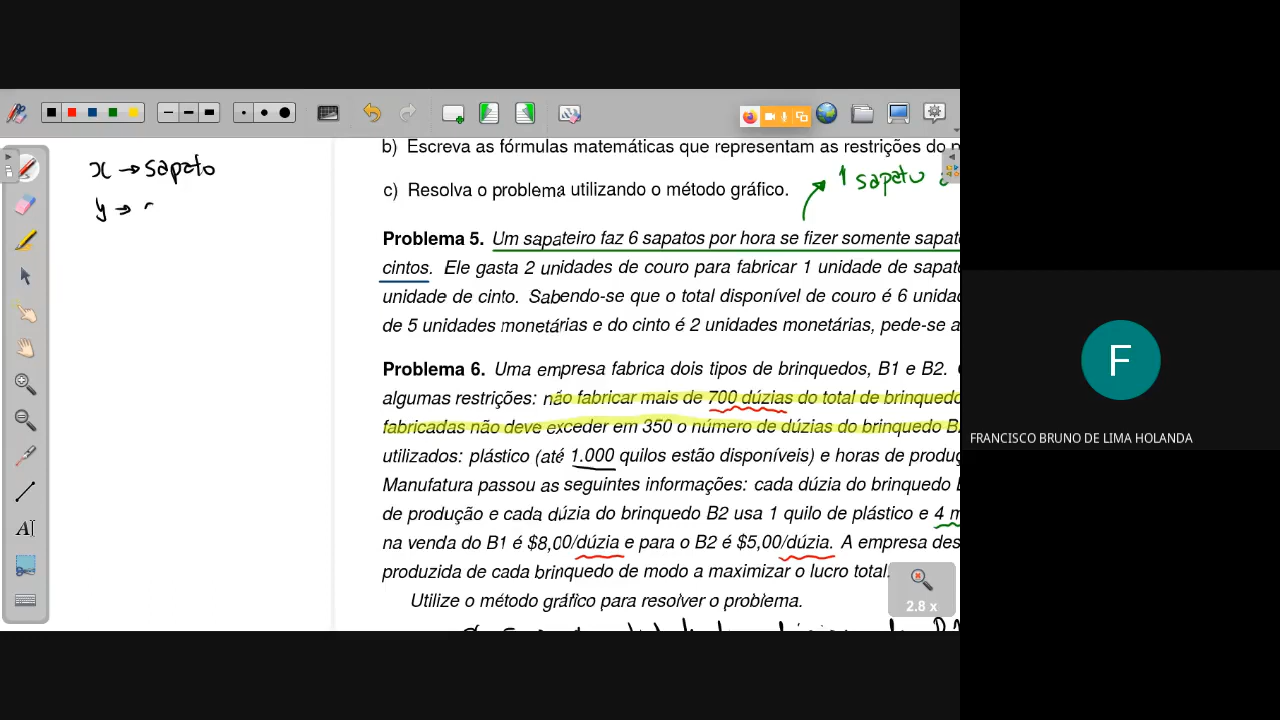 b) Escreva as fórmulas matemáticas que representam as restrições do
x → sapato
1 sapato
c) Resolva o problema utilizando o método gráfico.
y →
Problema 5. Um sapateiro faz 6 sapatos por hora se fizer somente sapat
cintos. Ele gasta 2 unidades de couro para fabricar 1 unidade de sapat
unidade de cinto. Sabendo-se que o total disponível de couro é 6 unida
de 5 unidades monetárias e do cinto é 2 unidades monetárias, pede-se a
Problema 6. Uma empresa fabrica dois tipos de brinquedos, B1 e B2.
algumas restrições: não fabricar mais de 700 dúzias do total de brinquedo
fabricadas não deve exceder em 350 o número de dúzias do brinquedo B
utilizados: plástico (até 1.000 quilos estão disponíveis) e horas de produç
Manufatura passou as seguintes informações: cada dúzia do brinquedo B
de produção e cada dúzia do brinquedo B2 usa 1 quilo de plástico e 4 m
na venda do B1 é $8,00/dúzia e para o B2 é $5,00/dúzia. A empresa des
produzida de cada brinquedo de modo a maximizar o lucro total.
Utilize o método gráfico para resolver o problema.
2.8 x
F
FRANCISCO BRUNO DE LIMA HOLANDA